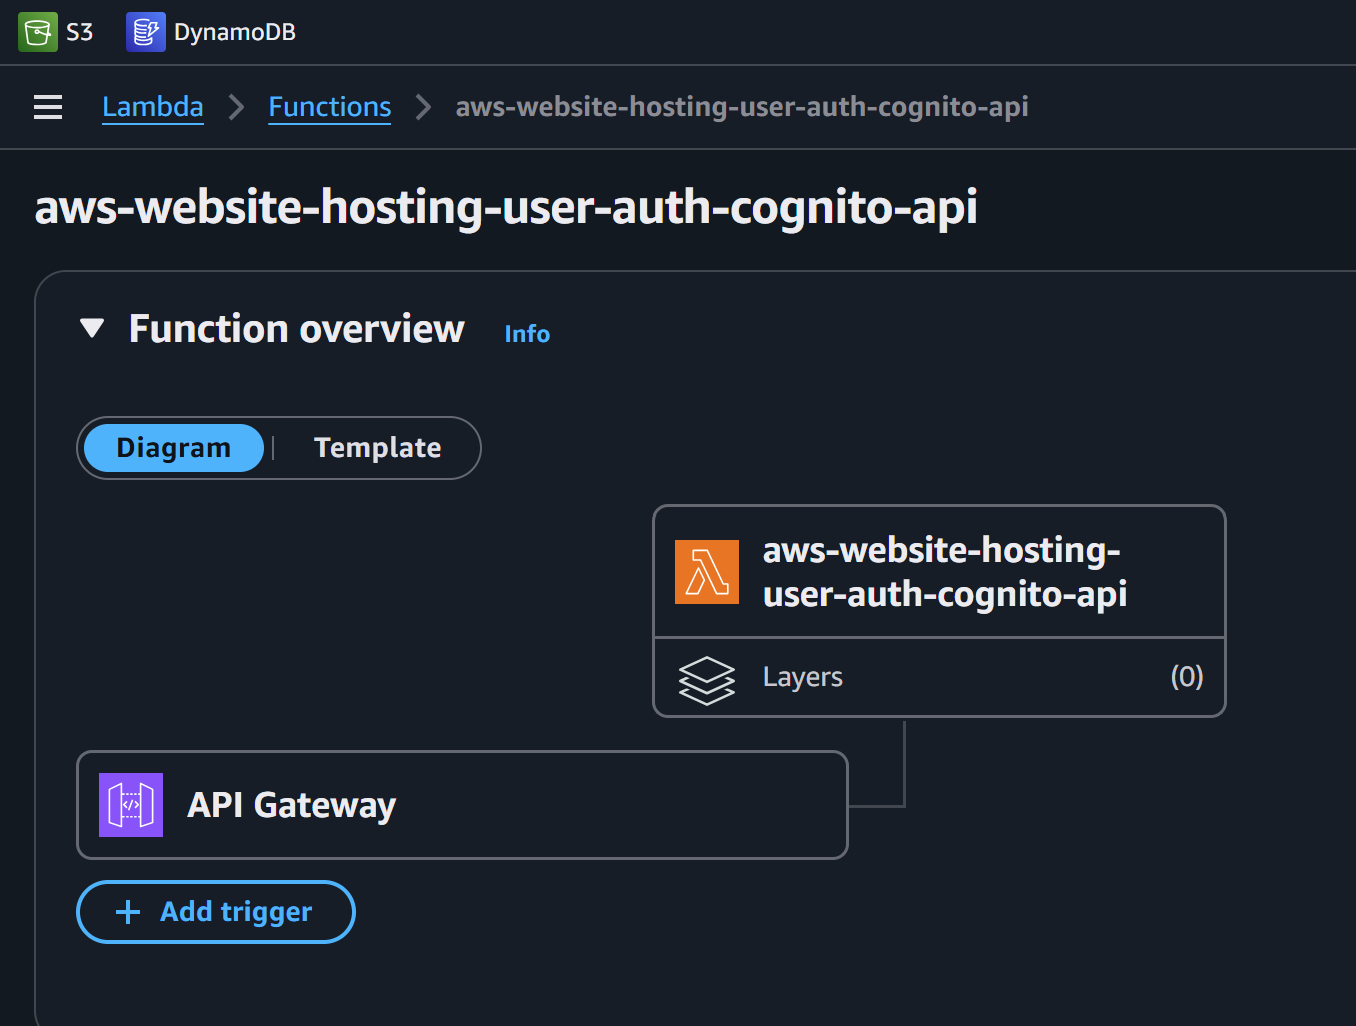 S3 DynamoDB
Lambda Functions aws-website-hosting-user-auth-cognito-api
aws-website-hosting-user-auth-cognito-api
Function overview Info
Diagram Template
aws-website-hosting-
user-auth-cognito-api
Layers (0)
API Gateway
Add trigger